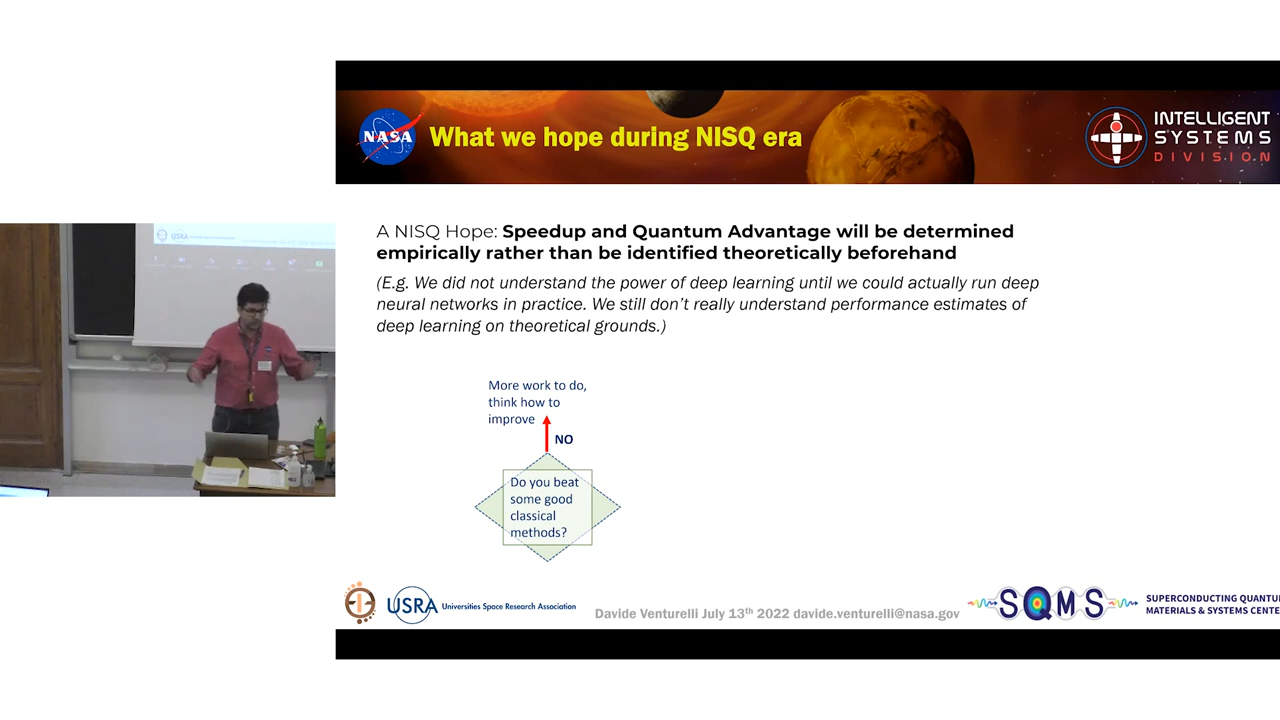 NASA
What we hope during NISQ era
INTELLIGENT
SYSTEMS
DIVISION
A NISQ Hope: Speedup and Quantum Advantage will be determined
empirically rather than be identified theoretically beforehand
(E.g. We did not understand the power of deep learning until we could actually run deep
neural networks in practice. We still don’t really understand performance estimates of
deep learning on theoretical grounds.)
More work to do,
think how to
improve
NO
Do you beat
some good
classical
methods?
USRA
USRA Universities Space Research Association
Davide Venturelli July 13th 2022 davide.venturelli@nasa.gov
SQMS
SUPERCONDUCTING QUANTU
MATERIALS & SYSTEMS CENTE